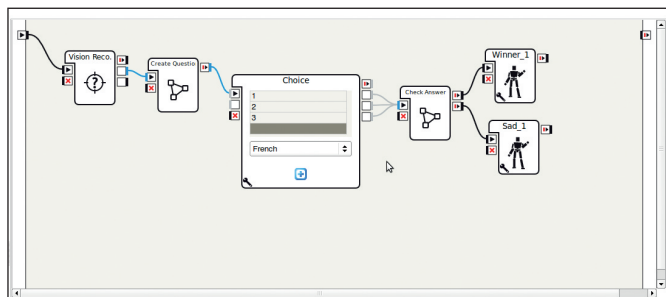 Vision Reco.
Create Questio
Choice
1
2
3
French
Check Answer
Winner_1
Sad_1